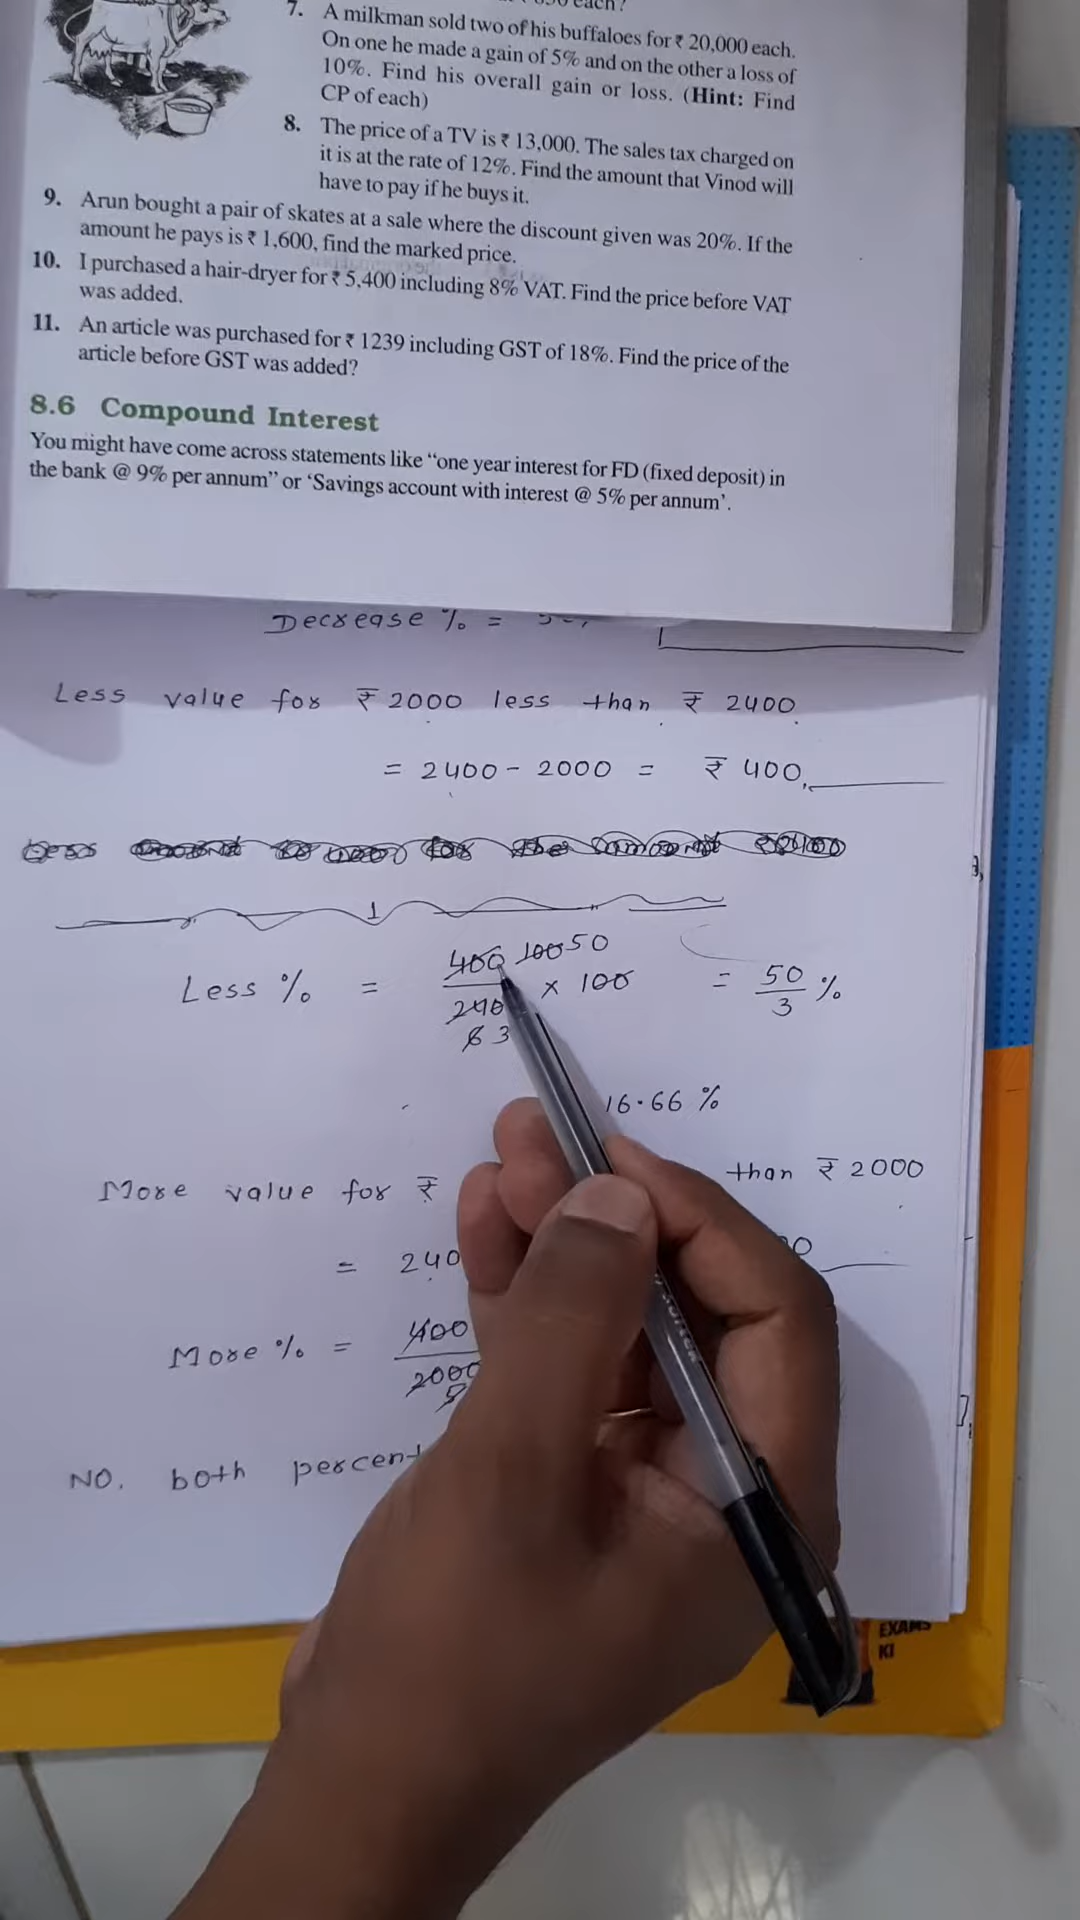 each?
7. A milkman sold two of his buffaloes for ₹ 20,000 each.
On one he made a gain of 5% and on the other a loss of
10%. Find his overall gain or loss. (Hint: Find
CP of each)
8. The price of a TV is ₹ 13,000. The sales tax charged on
it is at the rate of 12%. Find the amount that Vinod will
have to pay if he buys it.
9. Arun bought a pair of skates at a sale where the discount given was 20%. If the
amount he pays is ₹ 1,600, find the marked price.
10. I purchased a hair-dryer for ₹ 5,400 including 8% VAT. Find the price before VAT
was added.
11. An article was purchased for ₹ 1239 including GST of 18%. Find the price of the
article before GST was added?
8.6 Compound Interest
You might have come across statements like “one year interest for FD (fixed deposit) in
the bank @ 9% per annum” or ‘Savings account with interest @ 5% per annum’.
Decrease % =
Less value for ₹ 2000 less than ₹ 2400
= 2400 - 2000 = ₹ 400
100 50
Less % = 400 × 100 = 50/3 %
240
6 3
16.66 %
More value for ₹ than ₹ 2000
= 240
More % = 400
2000
5
NO. both percent
EXAMS
KI